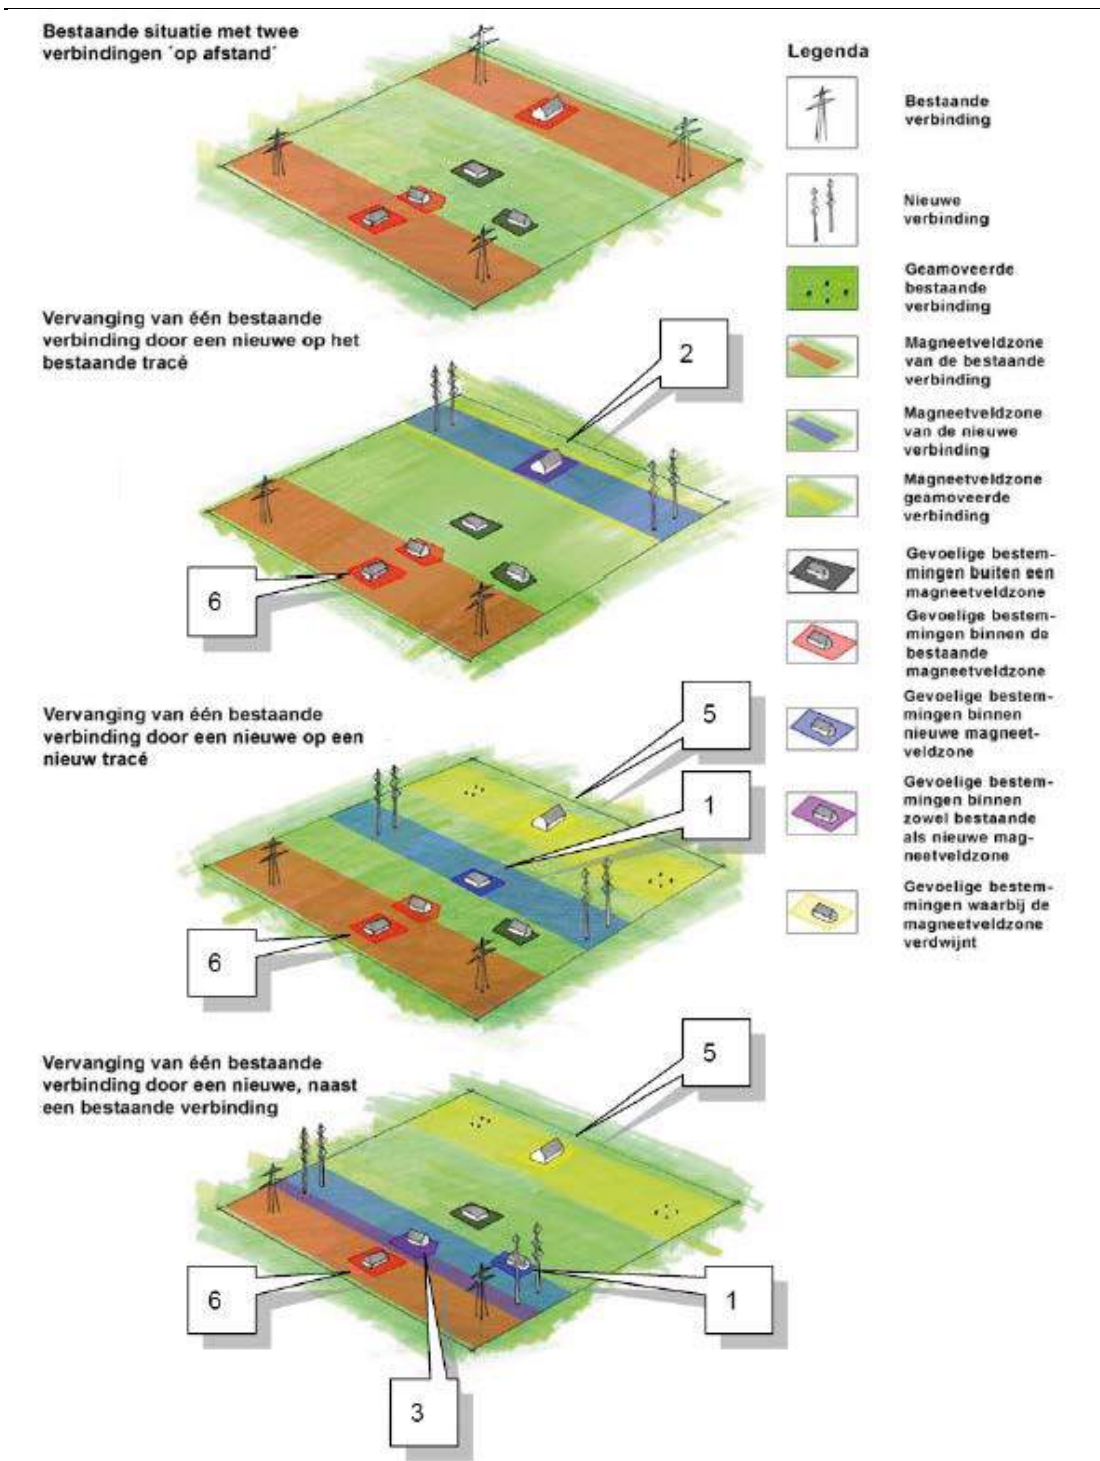 Bestaande situatie met twee
verbindingen ´op afstand´
Vervanging van één bestaande
verbinding door een nieuwe op het
bestaande tracé
2
6
Vervanging van één bestaande
verbinding door een nieuwe op een
nieuw tracé
5
1
6
Vervanging van één bestaande
verbinding door een nieuwe, naast
een bestaande verbinding
5
6
1
3
Legenda
Bestaande
verbinding
Nieuwe
verbinding
Geamoveerde
bestaande
verbinding
Magneetveldzone
van de bestaande
verbinding
Magneetveldzone
van de nieuwe
verbinding
Magneetveldzone
geamoveerde
verbinding
Gevoelige bestem-
mingen buiten een
magneetveldzone
Gevoelige bestem-
mingen binnen de
bestaande
magneetveldzone
Gevoelige bestem-
mingen binnen
nieuwe magneet-
veldzone
Gevoelige bestem-
mingen binnen
zowel bestaande
als nieuwe mag-
neetveldzone
Gevoelige bestem-
mingen waarbij de
magneetveldzone
verdwijnt